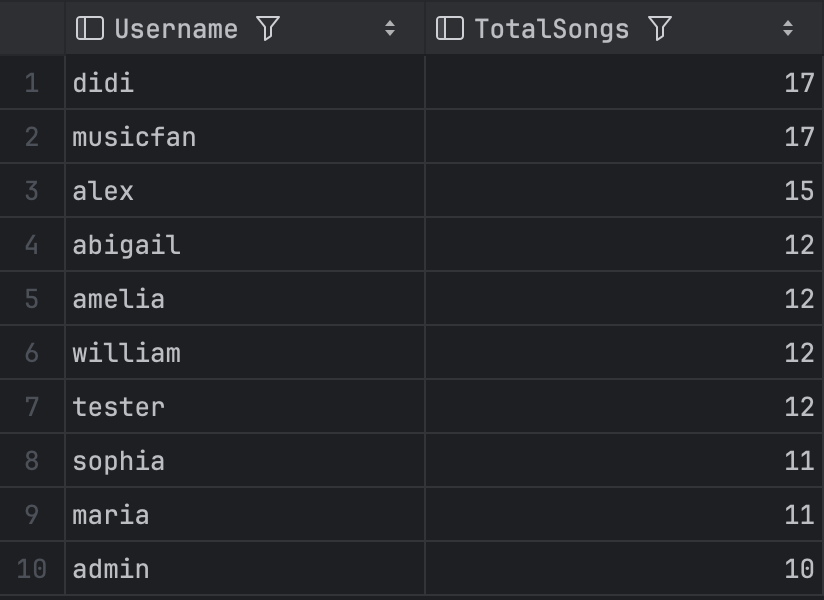 Username TotalSongs
1 didi 17
2 musicfan 17
3 alex 15
4 abigail 12
5 amelia 12
6 william 12
7 tester 12
8 sophia 11
9 maria 11
10 admin 10